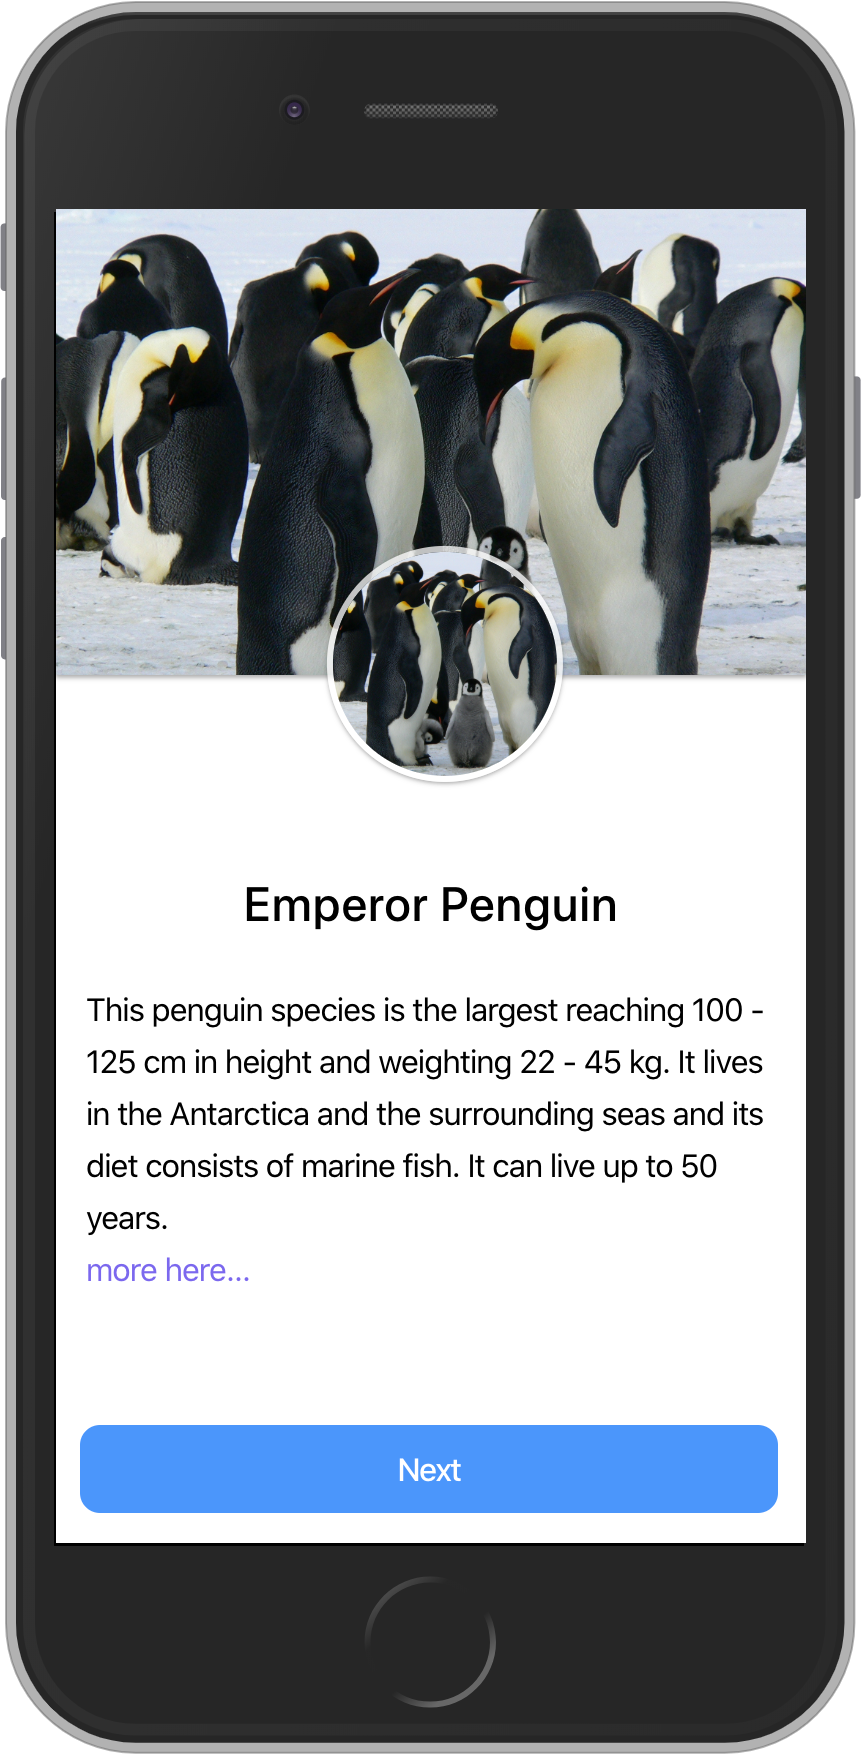 Emperor Penguin
This penguin species is the largest reaching 100 -
125 cm in height and weighting 22 - 45 kg. It lives
in the Antarctica and the surrounding seas and its
diet consists of marine fish. It can live up to 50
years.
more here...
Next